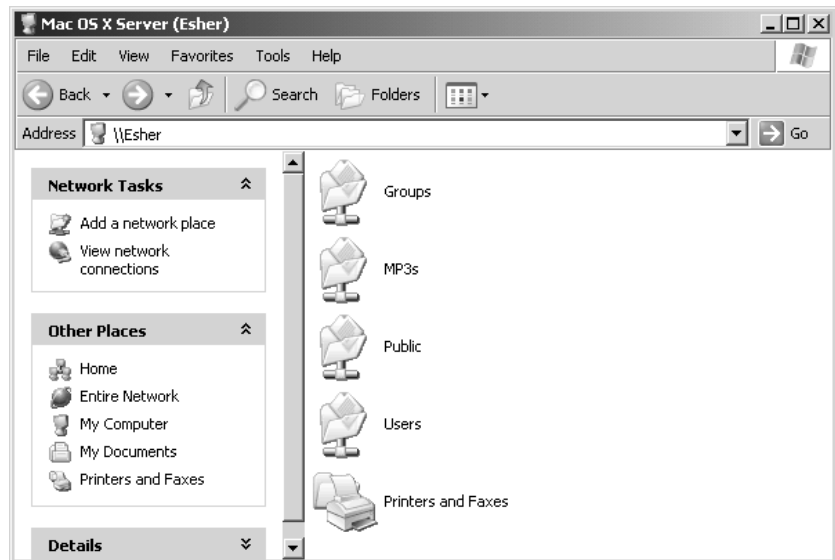 Mac OS X Server (Esher)
File Edit View Favorites Tools Help
Back Search Folders
Address \\Esher Go
Network Tasks
Add a network place
View network
connections
Other Places
Home
Entire Network
My Computer
My Documents
Printers and Faxes
Details
Groups
MP3s
Public
Users
Printers and Faxes